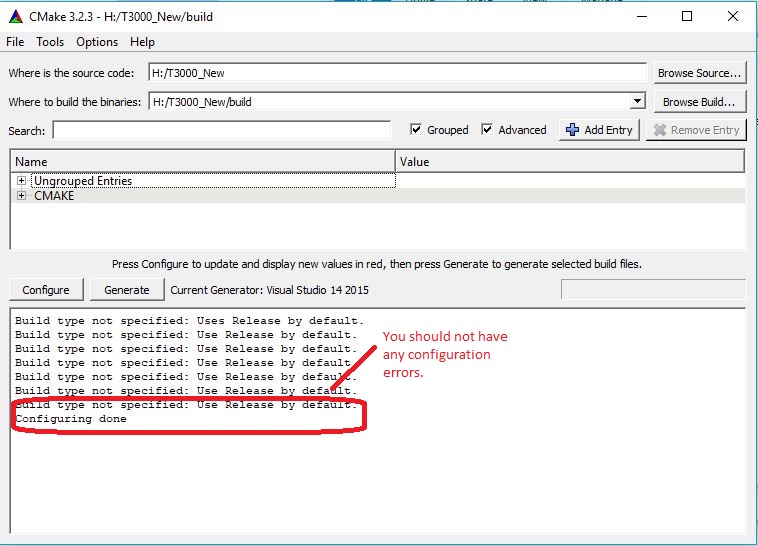 CMake 3.2.3 - H:/T3000_New/build
File Tools Options Help
Where is the source code: H:/T3000_New Browse Source...
Where to build the binaries: H:/T3000_New/build Browse Build...
Search: Grouped Advanced Add Entry Remove Entry
Name Value
Ungrouped Entries
CMAKE
Press Configure to update and display new values in red, then press Generate to generate selected build files.
Configure Generate Current Generator: Visual Studio 14 2015
Build type not specified: Uses Release by default.
Build type not specified: Use Release by default.
Build type not specified: Use Release by default.
Build type not specified: Use Release by default.
Build type not specified: Use Release by default.
Build type not specified: Use Release by default.
Build type not specified: Use Release by default.
Configuring done
You should not have
any configuration
errors.